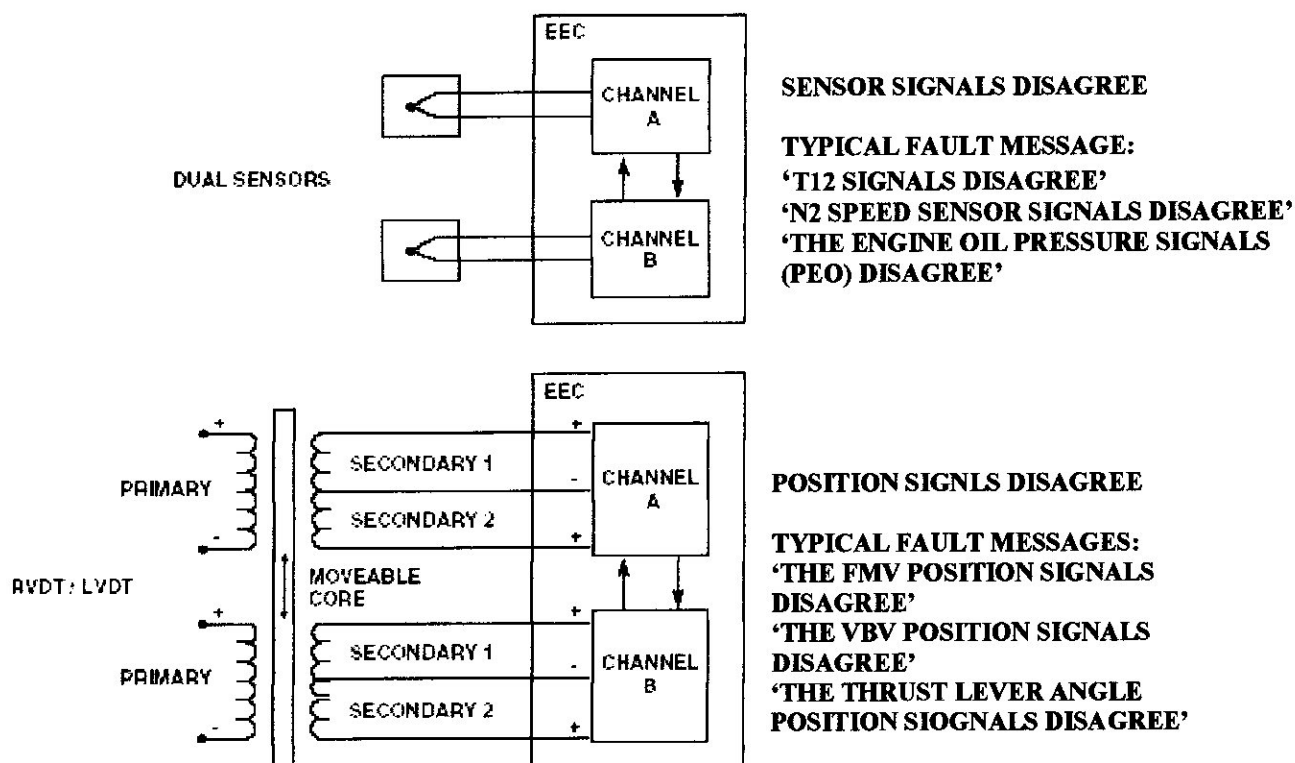 EEC
CHANNEL
A
CHANNEL
B
DUAL SENSORS
SENSOR SIGNALS DISAGREE
TYPICAL FAULT MESSAGE:
‘T12 SIGNALS DISAGREE’
‘N2 SPEED SENSOR SIGNALS DISAGREE’
‘THE ENGINE OIL PRESSURE SIGNALS
(PEO) DISAGREE’
EEC
+
PRIMARY
-
SECONDARY 1
SECONDARY 2
+
-
+
CHANNEL
A
RVDT / LVDT
MOVEABLE
CORE
+
PRIMARY
-
SECONDARY 1
SECONDARY 2
+
-
+
CHANNEL
B
POSITION SIGNLS DISAGREE
TYPICAL FAULT MESSAGES:
‘THE FMV POSITION SIGNALS
DISAGREE’
‘THE VBV POSITION SIGNALS
DISAGREE’
‘THE THRUST LEVER ANGLE
POSITION SIOGNALS DISAGREE’